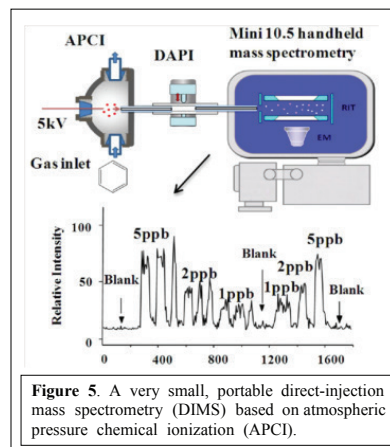 APCI
DAPI
Mini 10.5 handheld
mass spectrometry
5kV
RIT
EM
Gas inlet
Relative Intensity
100
50
0
Blank
5ppb
2ppb
1ppb
Blank
1ppb
2ppb
5ppb
Blank
0 400 800 1200 1600
Figure 5. A very small, portable direct-injection
mass spectrometry (DIMS) based on atmospheric
pressure chemical ionization (APCI).